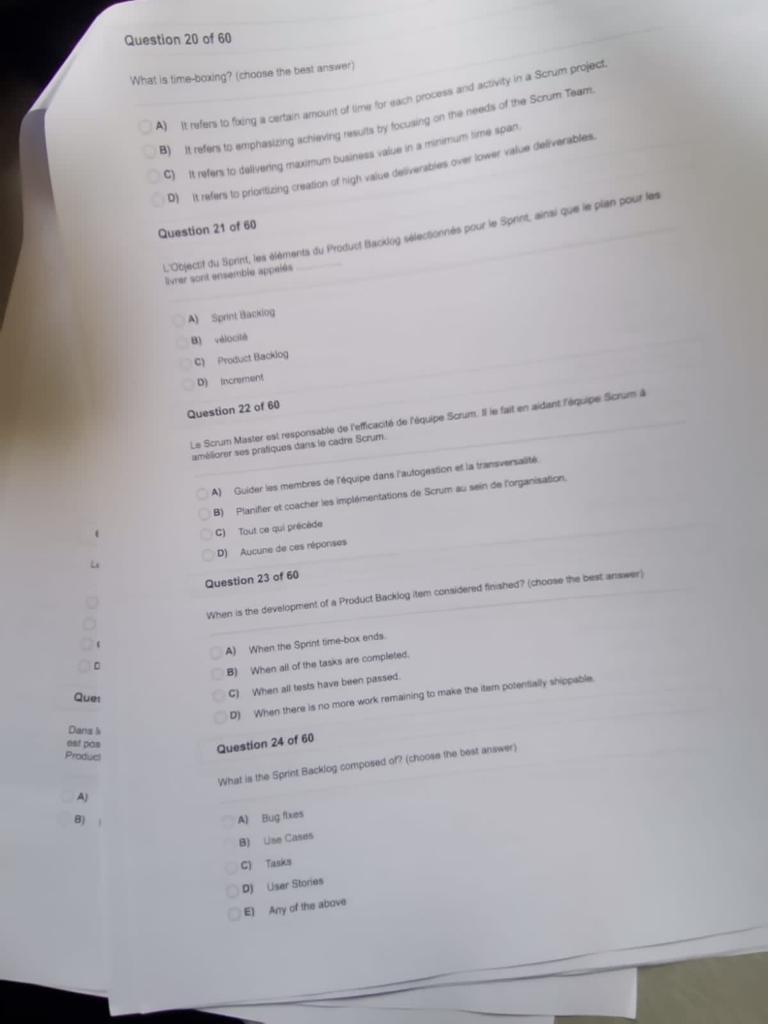 Question 20 of 60
What is time-boxing? (choose the best answer)
A) It refers to fixing a certain amount of time for each process and activity in a Scrum project.
B) It refers to emphasizing achieving results by focusing on the needs of the Scrum Team.
C) It refers to delivering maximum business value in a minimum time span.
D) It refers to prioritizing creation of high value deliverables over lower value deliverables.
Question 21 of 60
L'Objectif du Sprint, les éléments du Product Backlog sélectionnés pour le Sprint, ainsi que le plan pour les
livrer sont ensemble appelés ..............
A) Sprint Backlog
B) vélocité
C) Product Backlog
D) Increment
Question 22 of 60
Le Scrum Master est responsable de l'efficacité de l'équipe Scrum. Il le fait en aidant l'équipe Scrum à
améliorer ses pratiques dans le cadre Scrum.
A) Guider les membres de l'équipe dans l'autogestion et la transversalité.
B) Planifier et coacher les implémentations de Scrum au sein de l'organisation.
C) Tout ce qui précède
D) Aucune de ces réponses
Question 23 of 60
When is the development of a Product Backlog item considered finished? (choose the best answer)
A) When the Sprint time-box ends.
B) When all of the tasks are completed.
C) When all tests have been passed.
D) When there is no more work remaining to make the item potentially shippable.
Question 24 of 60
What is the Sprint Backlog composed of? (choose the best answer)
A) Bug fixes
B) Use Cases
C) Tasks
D) User Stories
E) Any of the above
Ques
Dans
est pas
Product
A)
B)